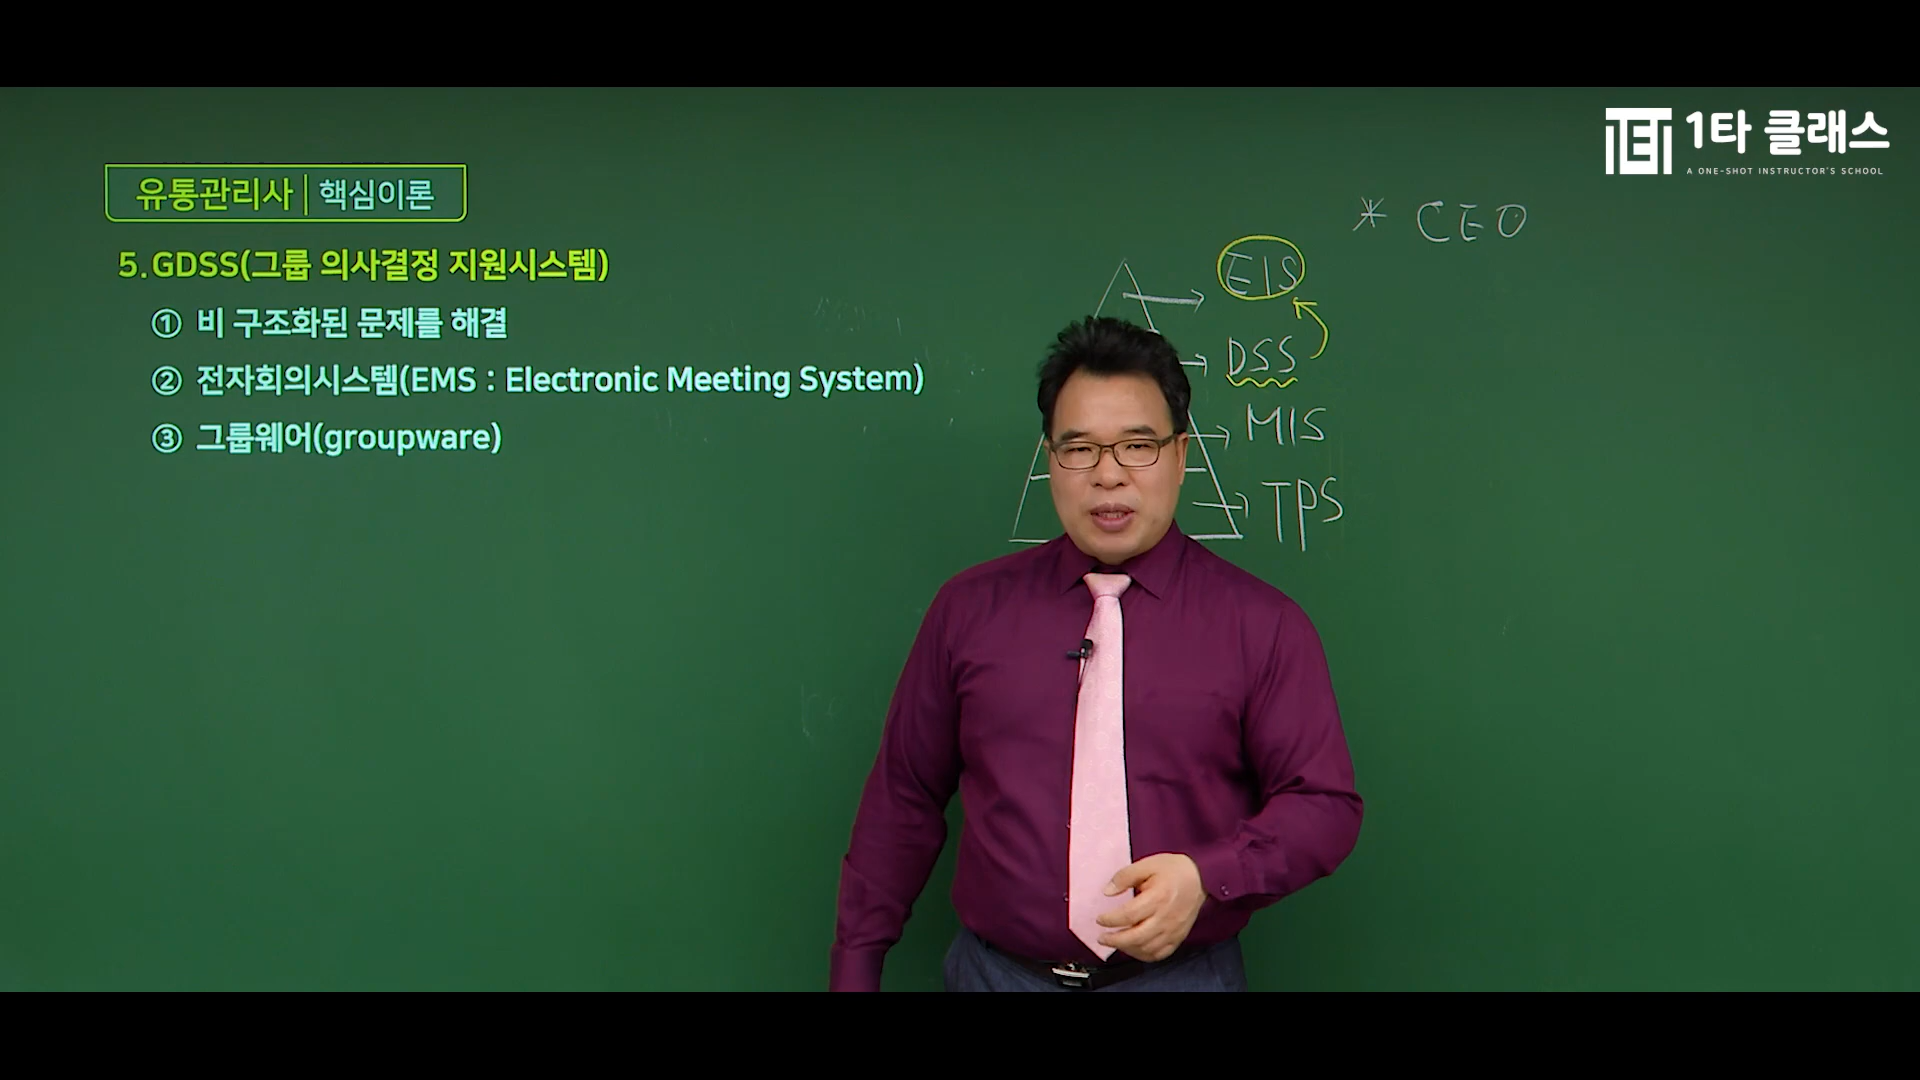 1타 클래스
A ONE-SHOT INSTRUCTOR'S SCHOOL
유통관리사 | 핵심이론
5. GDSS(그룹 의사결정 지원시스템)
① 비 구조화된 문제를 해결
② 전자회의시스템(EMS : Electronic Meeting System)
③ 그룹웨어(groupware)
* CEO
EIS
DSS
MIS
TPS